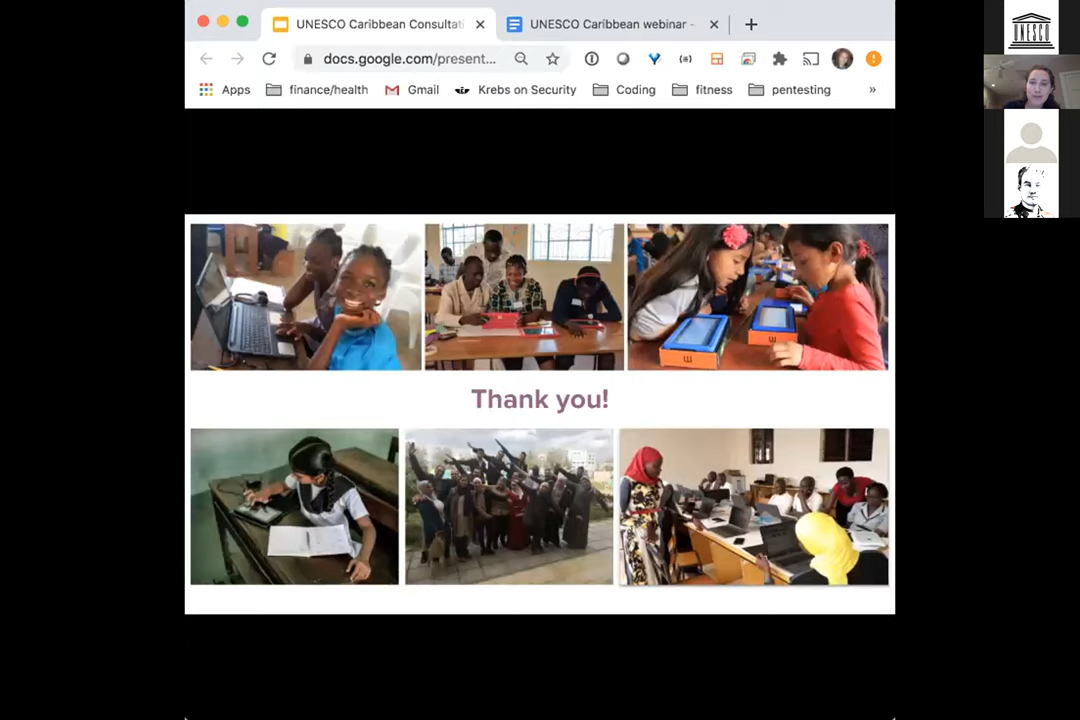 UNESCO Caribbean Consultati
UNESCO Caribbean webinar -
docs.google.com/present...
Apps
finance/health
Gmail
Krebs on Security
Coding
fitness
pentesting
»
Thank you!
UNESCO